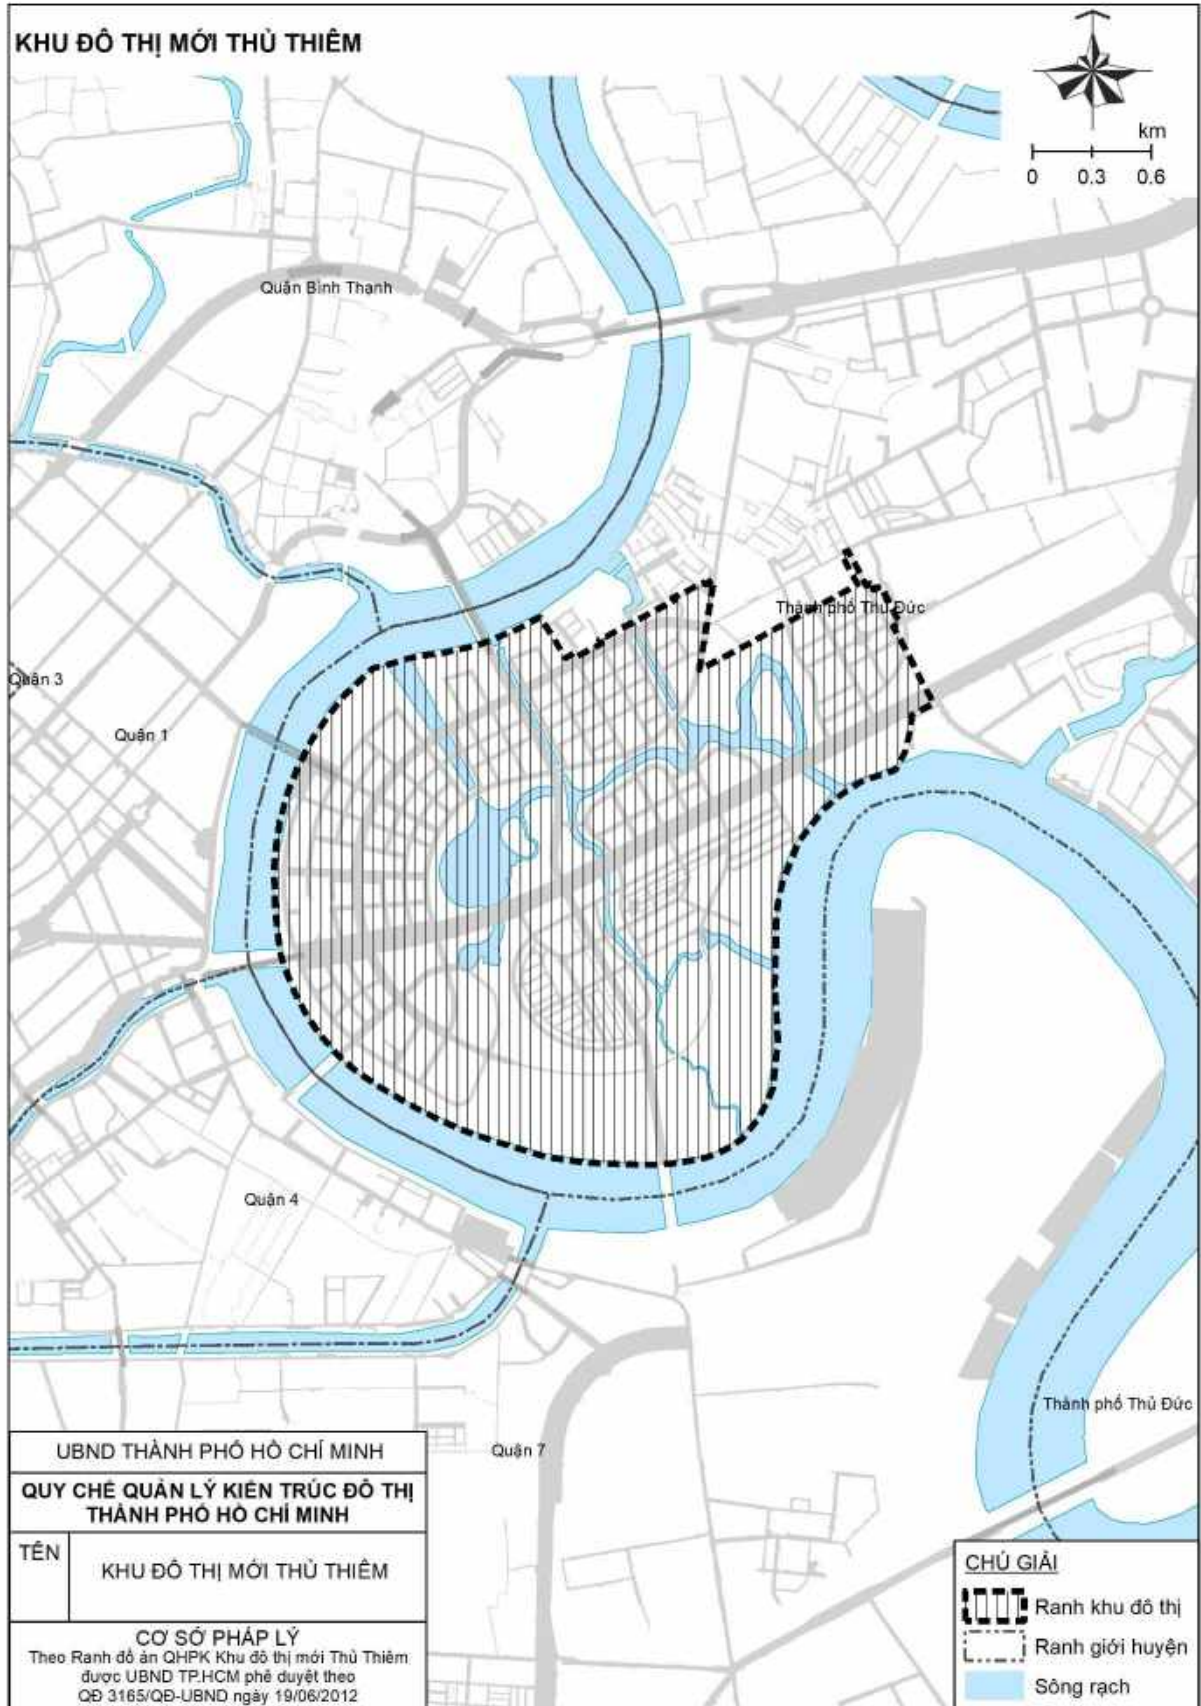 KHU ĐÔ THỊ MỚI THỦ THIÊM
km
0 0.3 0.6
Quận Bình Thạnh
Thành phố Thủ Đức
Quận 3
Quận 1
Quận 4
Thành phố Thủ Đức
Quận 7
UBND THÀNH PHỐ HỒ CHÍ MINH
QUY CHẾ QUẢN LÝ KIẾN TRÚC ĐÔ THỊ
THÀNH PHỐ HỒ CHÍ MINH
TÊN
KHU ĐÔ THỊ MỚI THỦ THIÊM
CƠ SỞ PHÁP LÝ
Theo Ranh đồ án QHPK Khu đô thị mới Thủ Thiêm
được UBND TP.HCM phê duyệt theo
QĐ 3165/QĐ-UBND ngày 19/06/2012
CHÚ GIẢI
Ranh khu đô thị
Ranh giới huyện
Sông rạch